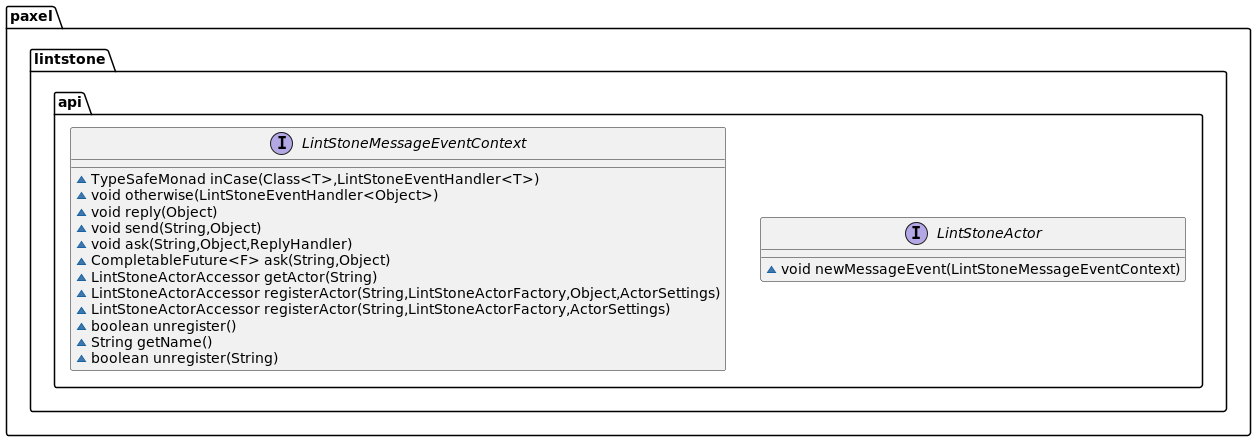 paxel
lintstone
api
I LintStoneMessageEventContext
TypeSafeMonad inCase(Class<T>,LintStoneEventHandler<T>)
void otherwise(LintStoneEventHandler<Object>)
void reply(Object)
void send(String,Object)
void ask(String,Object,ReplyHandler)
CompletableFuture<F> ask(String,Object)
LintStoneActorAccessor getActor(String)
LintStoneActorAccessor registerActor(String,LintStoneActorFactory,Object,ActorSettings)
LintStoneActorAccessor registerActor(String,LintStoneActorFactory,ActorSettings)
boolean unregister()
String getName()
boolean unregister(String)
I LintStoneActor
void newMessageEvent(LintStoneMessageEventContext)